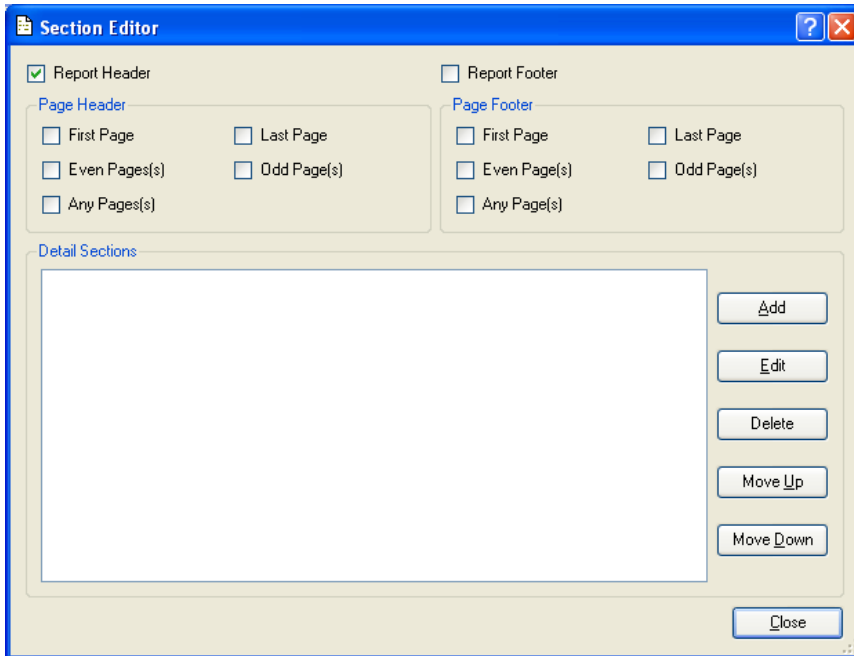 Section Editor
Report Header
Report Footer
Page Header
First Page
Last Page
Even Pages(s)
Odd Page(s)
Any Pages(s)
Page Footer
First Page
Last Page
Even Page(s)
Odd Page(s)
Any Page(s)
Detail Sections
Add
Edit
Delete
Move Up
Move Down
Close